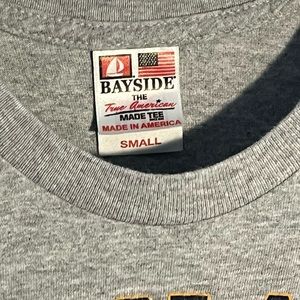 BAYSIDE
THE
True American
MADE TEE
MADE IN AMERICA
SMALL